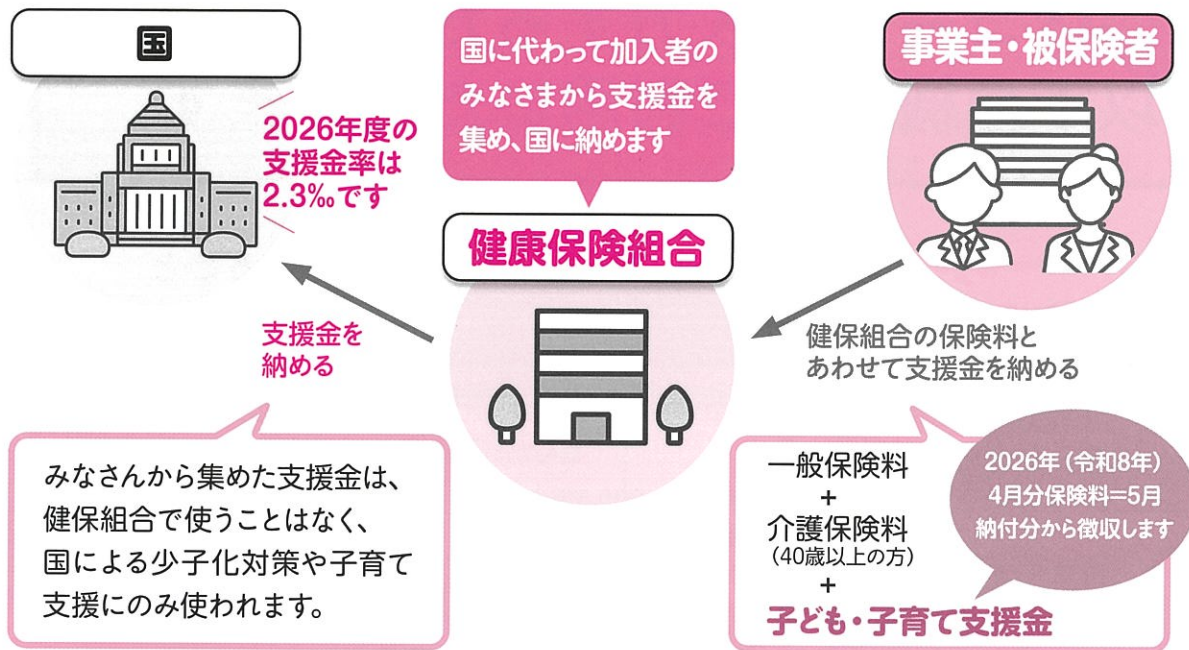 国
2026年度の
支援金率は
2.3‰です
国に代わって加入者の
みなさまから支援金を
集め、国に納めます
健康保険組合
事業主・被保険者
支援金を
納める
健保組合の保険料と
あわせて支援金を納める
みなさんから集めた支援金は、
健保組合で使うことはなく、
国による少子化対策や子育て
支援にのみ使われます。
一般保険料
+
介護保険料
(40歳以上の方)
+
子ども・子育て支援金
2026年(令和8年)
4月分保険料=5月
納付分から徴収します